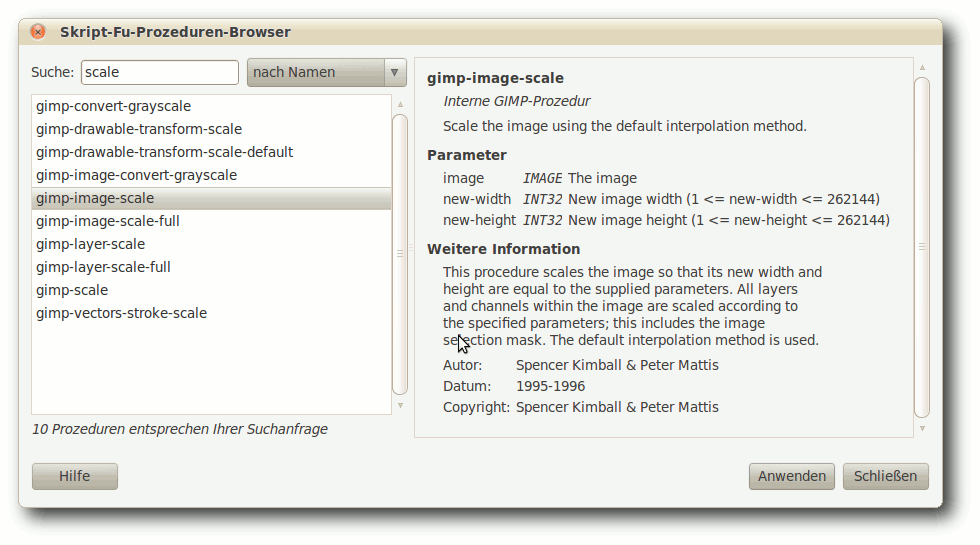 Skript-Fu-Prozeduren-Browser
Suche: scale nach Namen
gimp-convert-grayscale
gimp-drawable-transform-scale
gimp-drawable-transform-scale-default
gimp-image-convert-grayscale
gimp-image-scale
gimp-image-scale-full
gimp-layer-scale
gimp-layer-scale-full
gimp-scale
gimp-vectors-stroke-scale
10 Prozeduren entsprechen Ihrer Suchanfrage
gimp-image-scale
Interne GIMP-Prozedur
Scale the image using the default interpolation method.
Parameter
image IMAGE The image
new-width INT32 New image width (1 <= new-width <= 262144)
new-height INT32 New image height (1 <= new-height <= 262144)
Weitere Information
This procedure scales the image so that its new width and
height are equal to the supplied parameters. All layers
and channels within the image are scaled according to
the specified parameters; this includes the image
selection mask. The default interpolation method is used.
Autor: Spencer Kimball & Peter Mattis
Datum: 1995-1996
Copyright: Spencer Kimball & Peter Mattis
Hilfe Anwenden Schließen